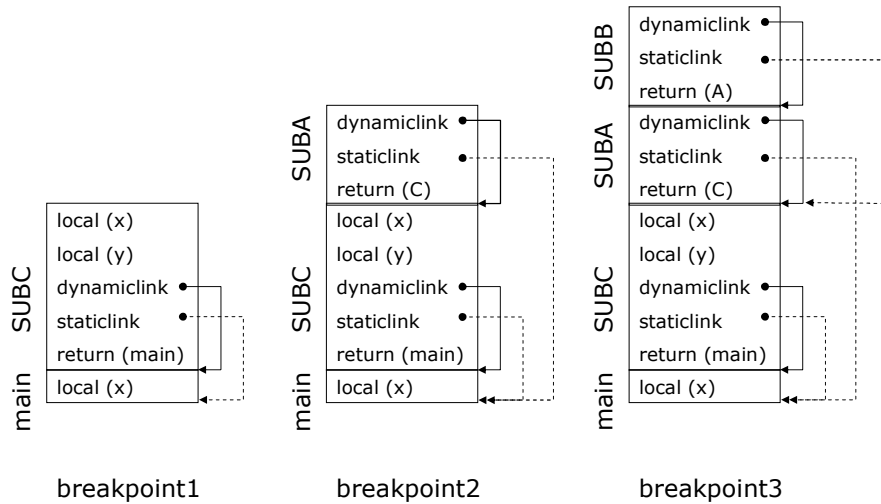 SUBC
local (x)
local (y)
dynamiclink
staticlink
return (main)
main
local (x)
breakpoint1
SUBA
dynamiclink
staticlink
return (C)
SUBC
local (x)
local (y)
dynamiclink
staticlink
return (main)
main
local (x)
breakpoint2
SUBB
dynamiclink
staticlink
return (A)
SUBA
dynamiclink
staticlink
return (C)
SUBC
local (x)
local (y)
dynamiclink
staticlink
return (main)
main
local (x)
breakpoint3